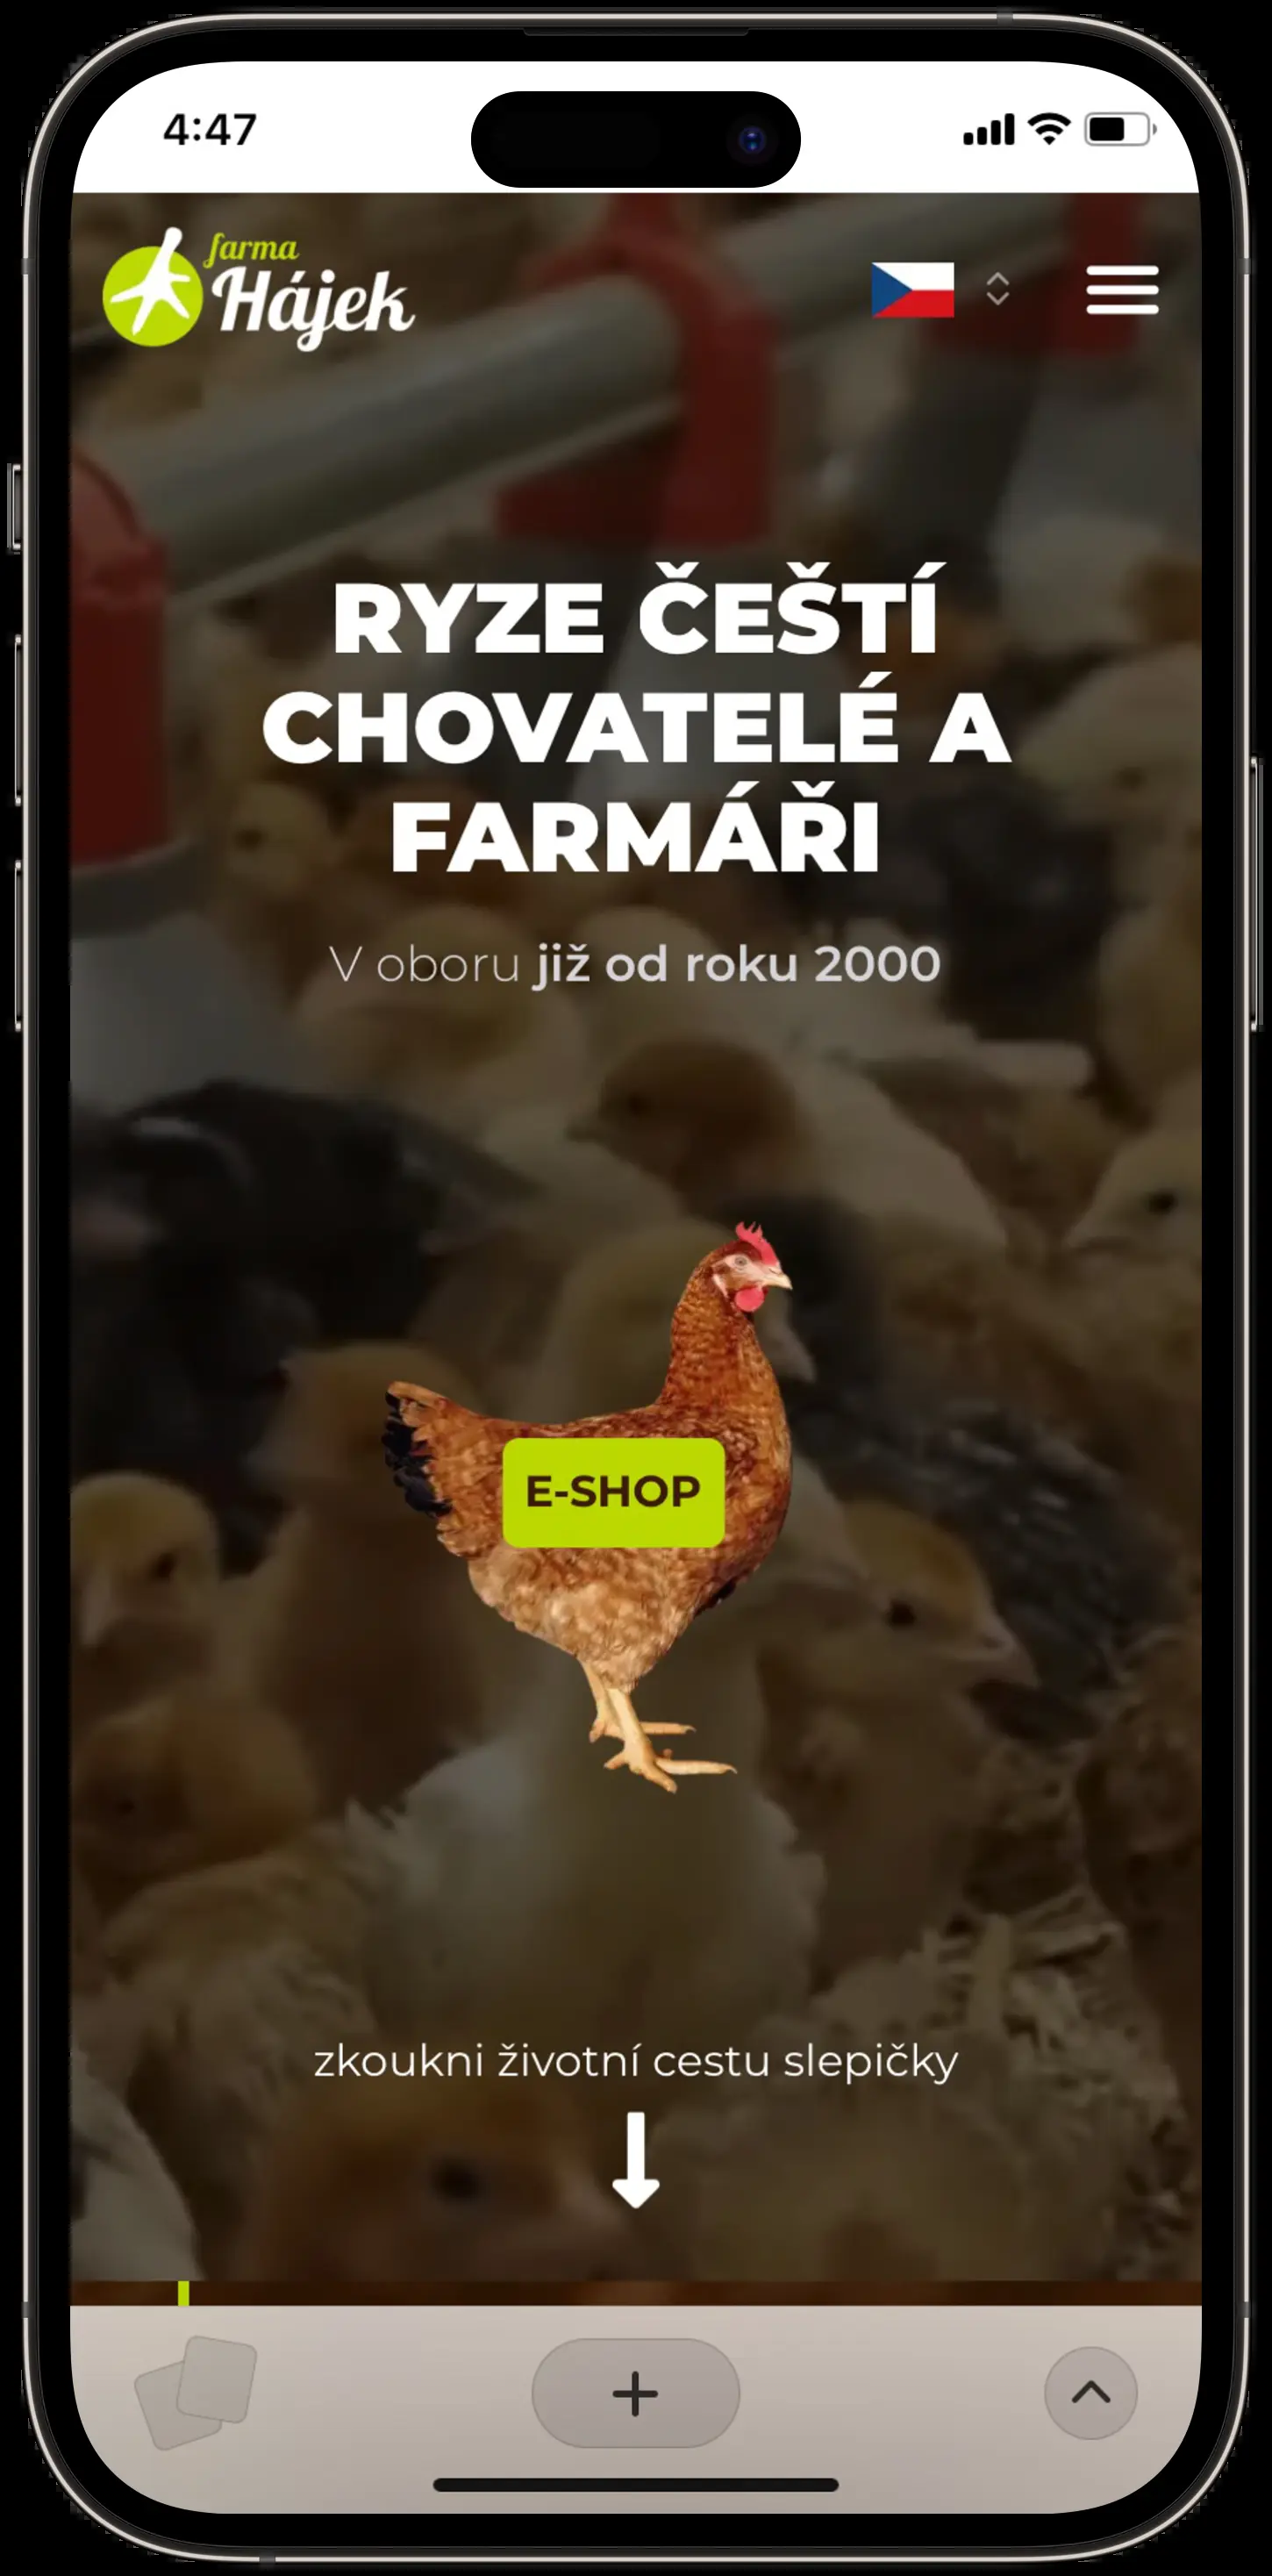 4:47
farma
Hájek
RYZE ČEŠTÍ
CHOVATELÉ A
FARMÁŘI
V oboru již od roku 2000
E-SHOP
zkoukni životní cestu slepičky